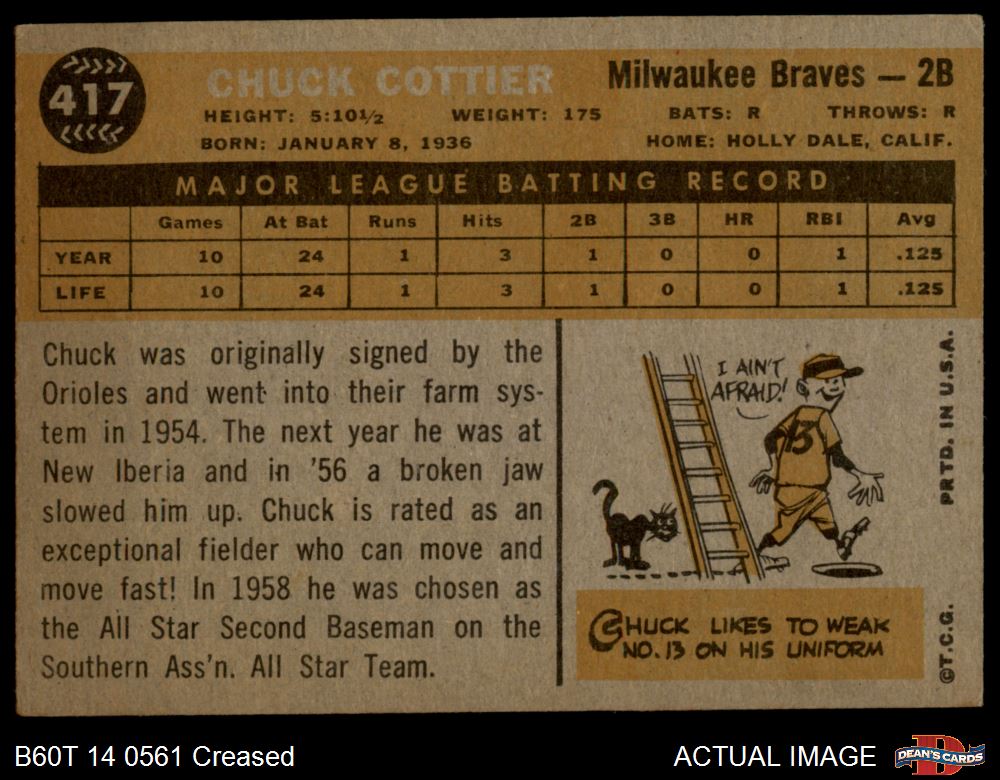 417
CHUCK COTTIER
Milwaukee Braves — 2B
HEIGHT: 5:10½ WEIGHT: 175 BATS: R THROWS: R
BORN: JANUARY 8, 1936 HOME: HOLLY DALE, CALIF.
MAJOR LEAGUE BATTING RECORD
Games At Bat Runs Hits 2B 3B HR RBI Avg
YEAR 10 24 1 3 1 0 0 1 .125
LIFE 10 24 1 3 1 0 0 1 .125
Chuck was originally signed by the
Orioles and went into their farm sys-
tem in 1954. The next year he was at
New Iberia and in '56 a broken jaw
slowed him up. Chuck is rated as an
exceptional fielder who can move and
move fast! In 1958 he was chosen as
the All Star Second Baseman on the
Southern Ass'n. All Star Team.
I AIN'T
AFRAID!
13
CHUCK LIKES TO WEAK
NO. 13 ON HIS UNIFORM
PRTD. IN U.S.A.
©T.C.G.
B60T 14 0561 Creased
ACTUAL IMAGE
D
DEAN'S CARDS